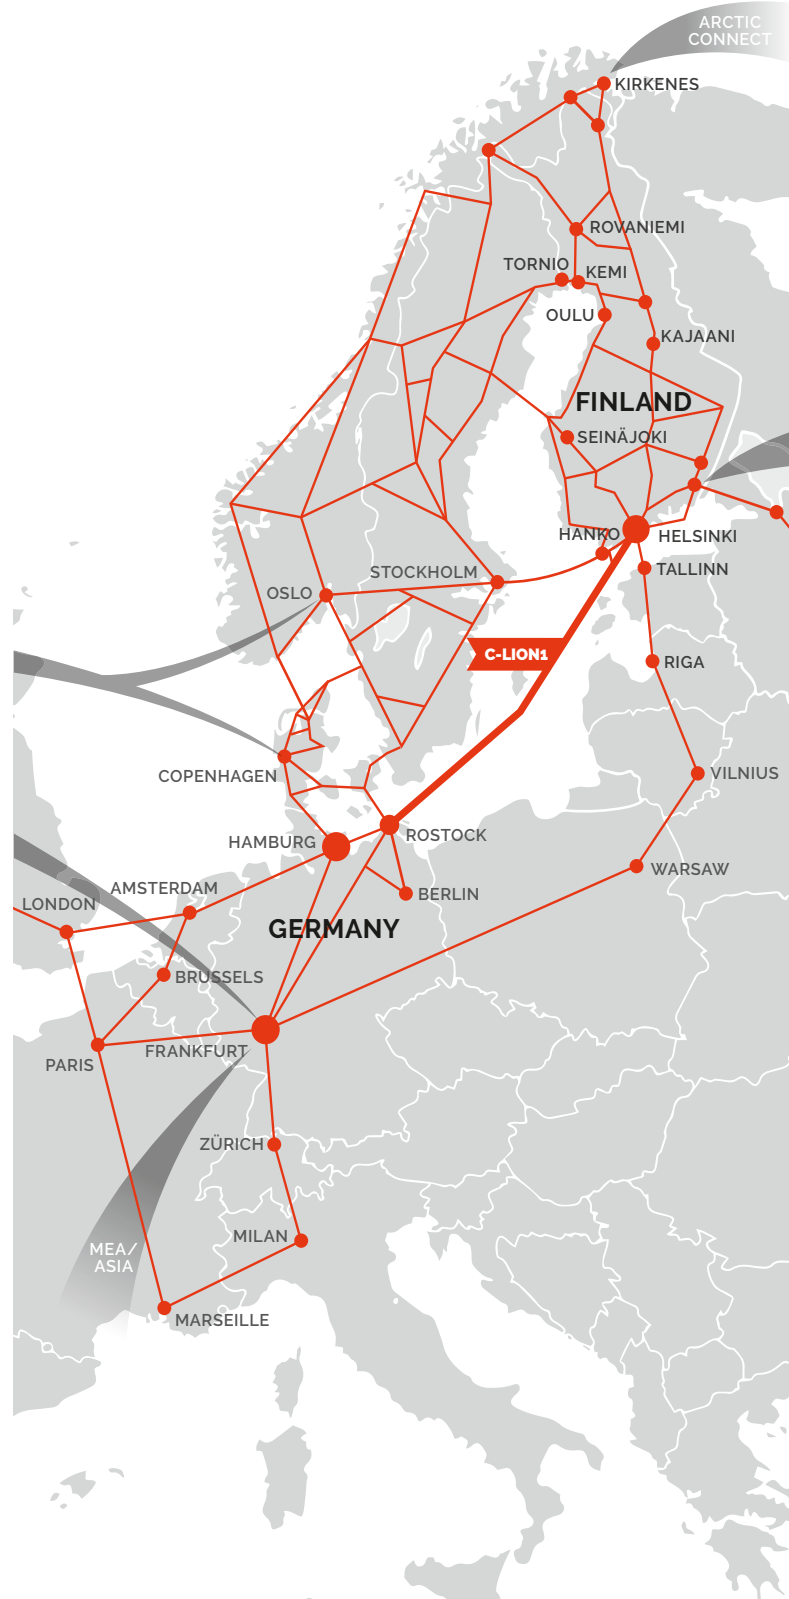 ARCTIC
CONNECT
KIRKENES
ROVANIEMI
TORNIO
KEMI
OULU
KAJAANI
FINLAND
SEINÄJOKI
HANKO
HELSINKI
STOCKHOLM
TALLINN
OSLO
C-LION1
RIGA
COPENHAGEN
VILNIUS
HAMBURG
ROSTOCK
WARSAW
AMSTERDAM
BERLIN
LONDON
GERMANY
BRUSSELS
FRANKFURT
PARIS
ZÜRICH
MILAN
MEA/
ASIA
MARSEILLE